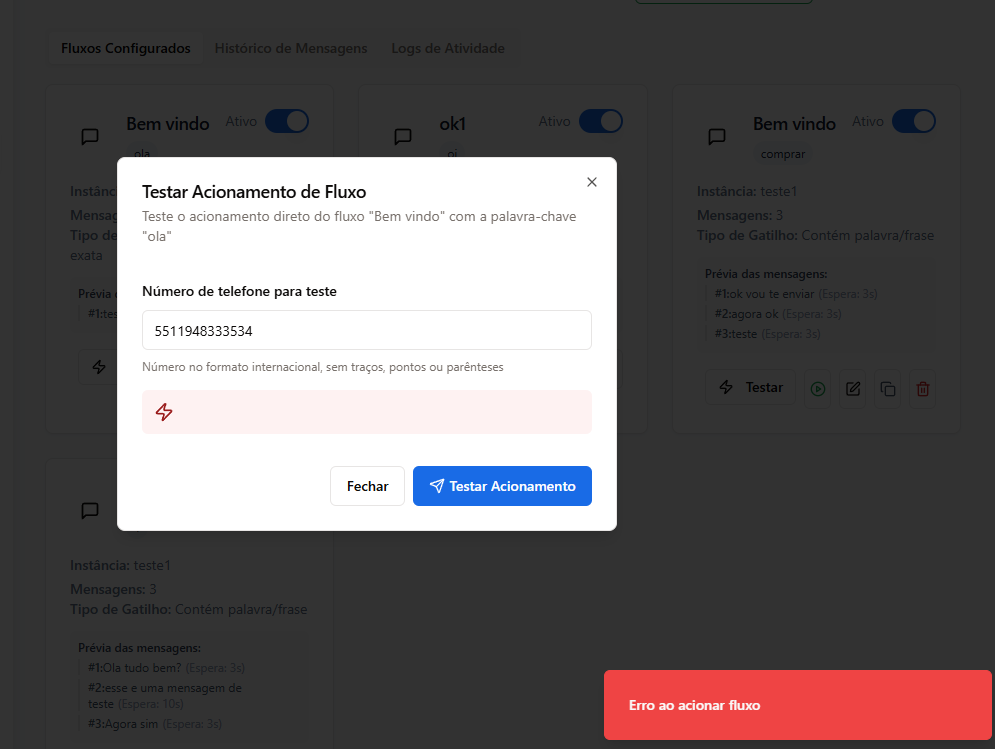 Fluxos Configurados
Histórico de Mensagens
Logs de Atividade
Bem vindo
Ativo
ola
ok1
Ativo
oi
Bem vindo
Ativo
comprar
Instância: teste1
Mensagens: 3
Tipo de Gatilho: Contém palavra/frase
Prévia das mensagens:
#1:ok vou te enviar (Espera: 3s)
#2:agora ok (Espera: 3s)
#3:teste (Espera: 3s)
Testar
Tipo de
exata
Testar Acionamento de Fluxo
Teste o acionamento direto do fluxo "Bem vindo" com a palavra-chave
"ola"
Número de telefone para teste
5511948333534
Número no formato internacional, sem traços, pontos ou parênteses
Fechar
Testar Acionamento
Instância: teste1
Mensagens: 3
Tipo de Gatilho: Contém palavra/frase
Prévia das mensagens:
#1:Ola tudo bem? (Espera: 3s)
#2:esse e uma mensagem de
teste (Espera: 10s)
#3:Agora sim (Espera: 3s)
Erro ao acionar fluxo